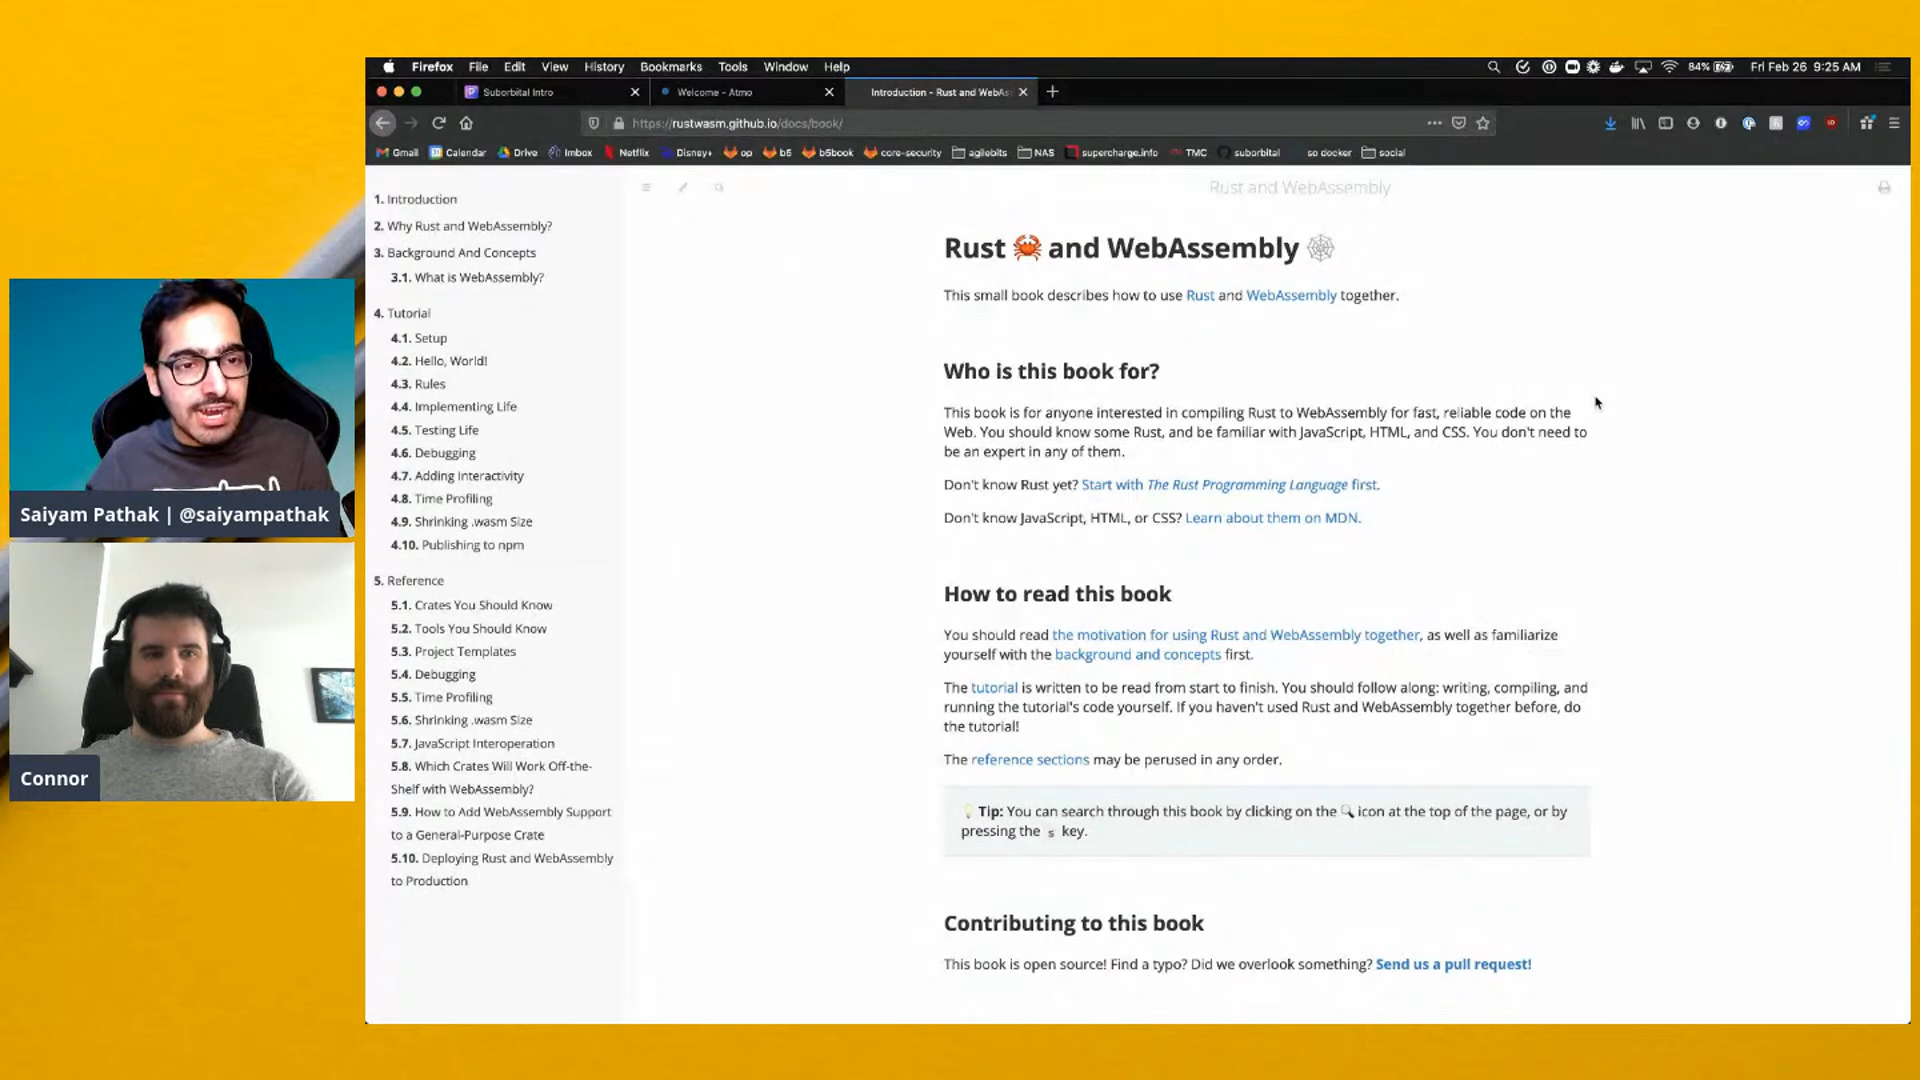 Firefox File Edit View History Bookmarks Tools Window Help 84% Fri Feb 26 9:25 AM
Suborbital Intro Welcome - Atmo Introduction - Rust and WebAs
https://rustwasm.github.io/docs/book/
Gmail Calendar Drive Imbox Netflix Disney+ op b5 b5book core-security agilebits NAS supercharge.info TMC suborbital so docker social
1. Introduction
2. Why Rust and WebAssembly?
3. Background And Concepts
3.1. What is WebAssembly?
4. Tutorial
4.1. Setup
4.2. Hello, World!
4.3. Rules
4.4. Implementing Life
4.5. Testing Life
4.6. Debugging
4.7. Adding Interactivity
4.8. Time Profiling
4.9. Shrinking .wasm Size
4.10. Publishing to npm
5. Reference
5.1. Crates You Should Know
5.2. Tools You Should Know
5.3. Project Templates
5.4. Debugging
5.5. Time Profiling
5.6. Shrinking .wasm Size
5.7. JavaScript Interoperation
5.8. Which Crates Will Work Off-the-
Shelf with WebAssembly?
5.9. How to Add WebAssembly Support
to a General-Purpose Crate
5.10. Deploying Rust and WebAssembly
to Production
Rust and WebAssembly
Rust 🦀 and WebAssembly 🕸
This small book describes how to use Rust and WebAssembly together.
Who is this book for?
This book is for anyone interested in compiling Rust to WebAssembly for fast, reliable code on the
Web. You should know some Rust, and be familiar with JavaScript, HTML, and CSS. You don't need to
be an expert in any of them.
Don't know Rust yet? Start with The Rust Programming Language first.
Don't know JavaScript, HTML, or CSS? Learn about them on MDN.
How to read this book
You should read the motivation for using Rust and WebAssembly together, as well as familiarize
yourself with the background and concepts first.
The tutorial is written to be read from start to finish. You should follow along: writing, compiling, and
running the tutorial's code yourself. If you haven't used Rust and WebAssembly together before, do
the tutorial!
The reference sections may be perused in any order.
💡 Tip: You can search through this book by clicking on the 🔍 icon at the top of the page, or by
pressing the s key.
Contributing to this book
This book is open source! Find a typo? Did we overlook something? Send us a pull request!
Saiyam Pathak | @saiyampathak
Connor